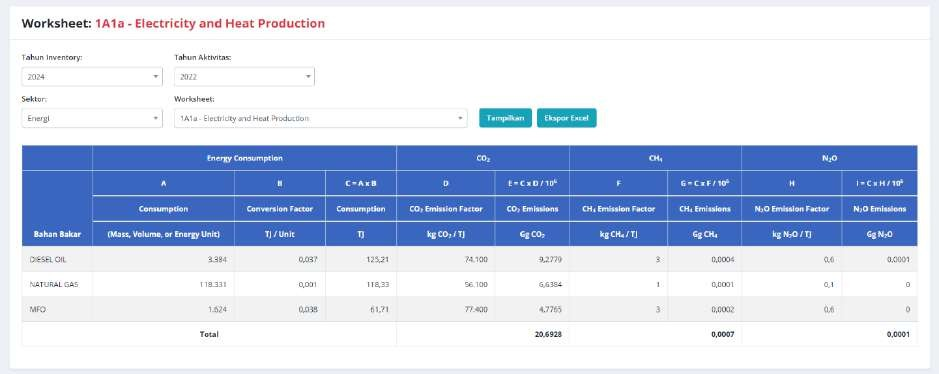 Worksheet: 1A1a - Electricity and Heat Production
Tahun Inventory: Tahun Aktivitas:
2024 2022
Sektor: Worksheet:
Energi 1A1a - Electricity and Heat Production Tampilkan Ekspor Excel
Energy Consumption CO₂ CH₄ N₂O
A B C = A x B D E = C x D / 10⁶ F G = C x F / 10⁶ H I = C x H / 10⁶
Consumption Conversion Factor Consumption CO₂ Emission Factor CO₂ Emissions CH₄ Emission Factor CH₄ Emissions N₂O Emission Factor N₂O Emissions
Bahan Bakar (Mass, Volume, or Energy Unit) TJ / Unit TJ kg CO₂ / TJ Gg CO₂ kg CH₄ / TJ Gg CH₄ kg N₂O / TJ Gg N₂O
DIESEL OIL 3.384 0,037 125,21 74.100 9,2779 3 0,0004 0,6 0,0001
NATURAL GAS 118.331 0,001 118,33 56.100 6,6384 1 0,0001 0,1 0
MFO 1.624 0,038 61,71 77.400 4,7765 3 0,0002 0,6 0
Total 20,6928 0,0007 0,0001